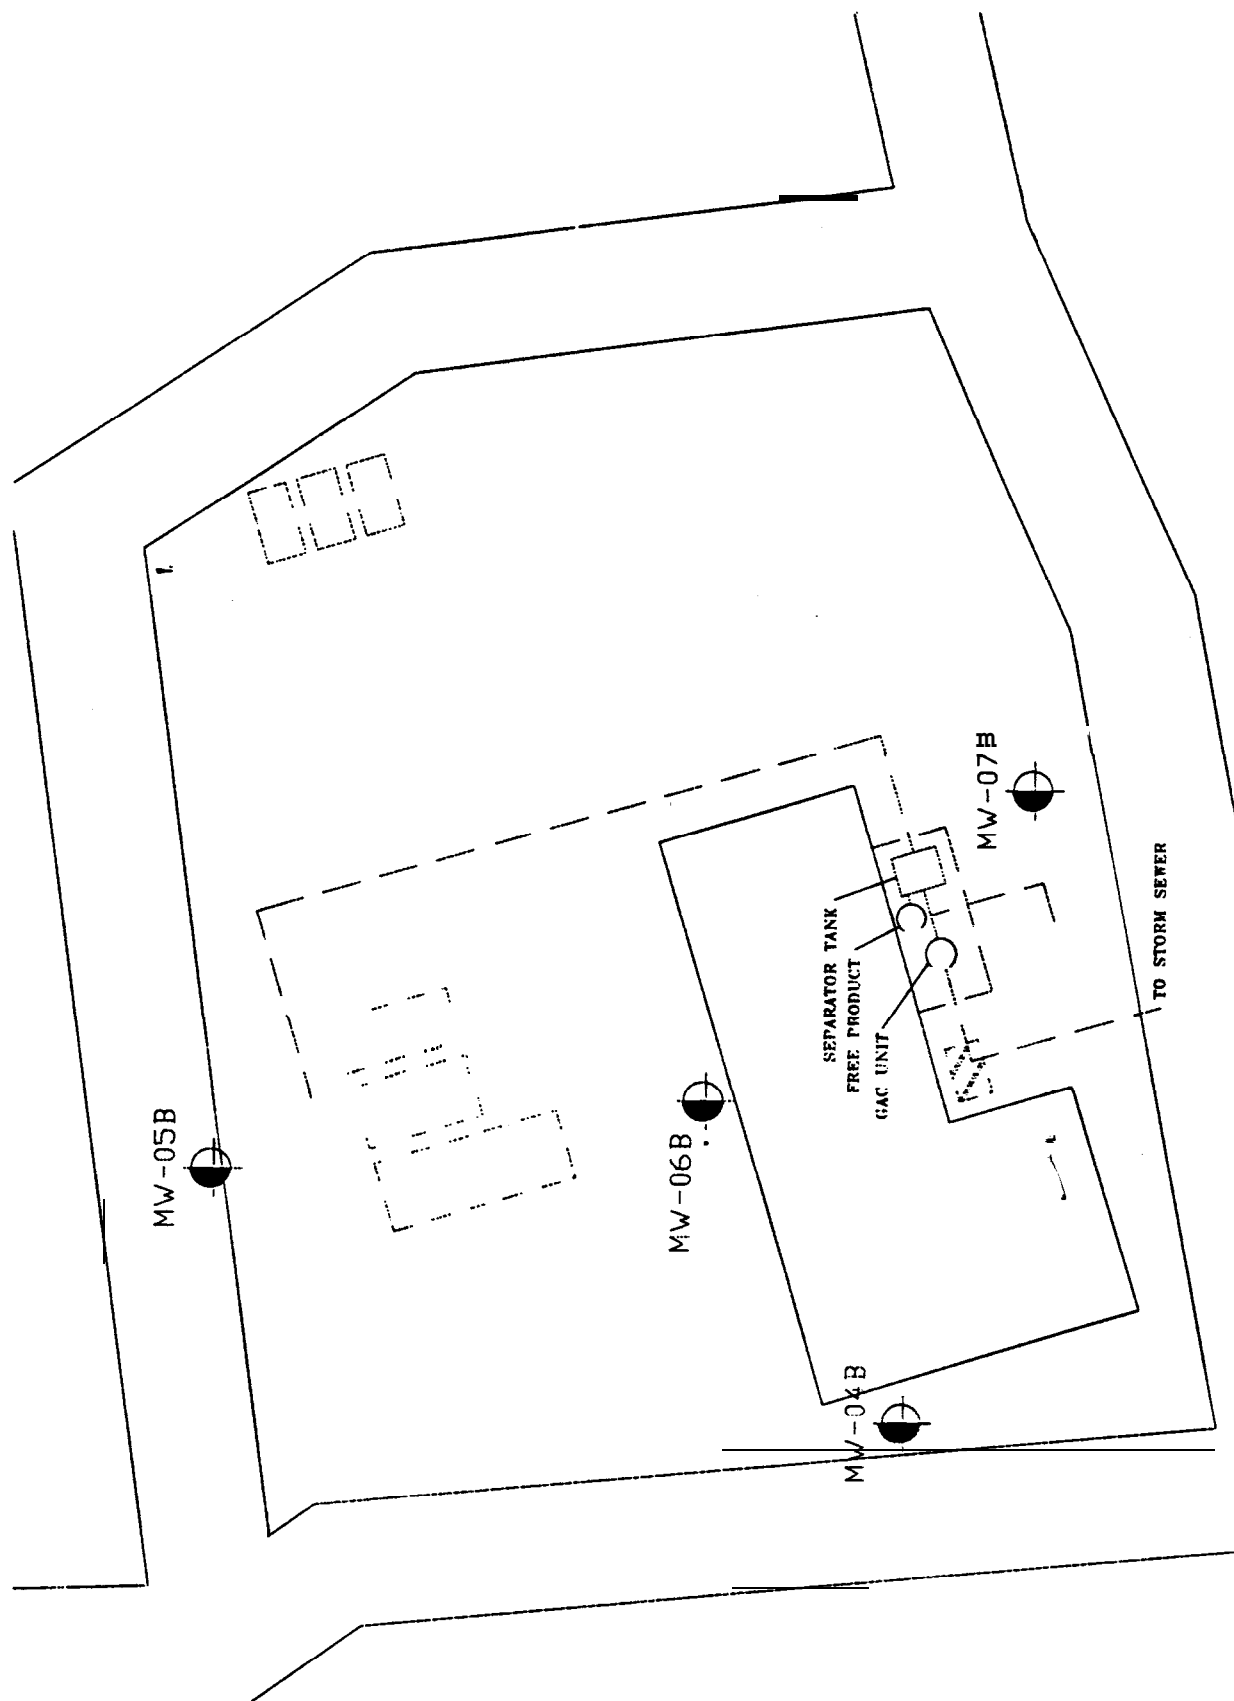 MW-05B
MW-06B
MW-04B
SEPARATOR TANK
FREE PRODUCT
GAC UNIT
MW-07B
TO STORM SEWER